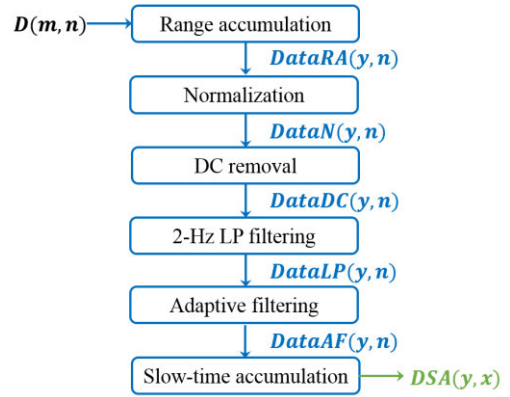 D(m,n)
Range accumulation
DataRA(y,n)
Normalization
DataN(y,n)
DC removal
DataDC(y,n)
2-Hz LP filtering
DataLP(y,n)
Adaptive filtering
DataAF(y,n)
Slow-time accumulation
DSA(y,x)